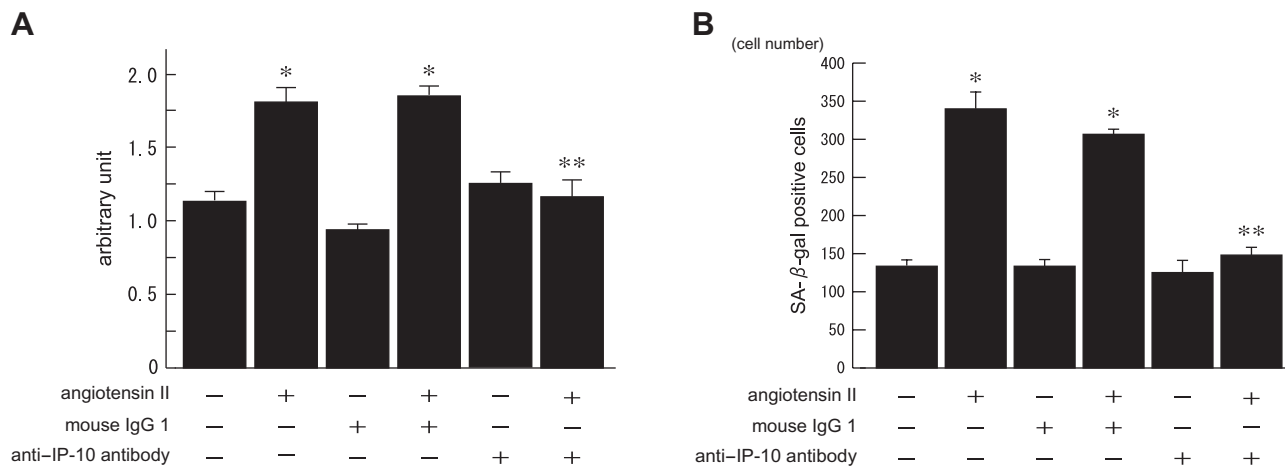 A
arbitrary unit
2.0
1.5
1.0
0.5
0
* * **
angiotensin II – + – + – +
mouse IgG 1 – – + + – –
anti–IP-10 antibody – – – – + +
B
(cell number)
SA-β-gal positive cells
400
350
300
250
200
150
100
50
0
* * **
angiotensin II – + – + – +
mouse IgG 1 – – + + – –
anti–IP-10 antibody – – – – + +